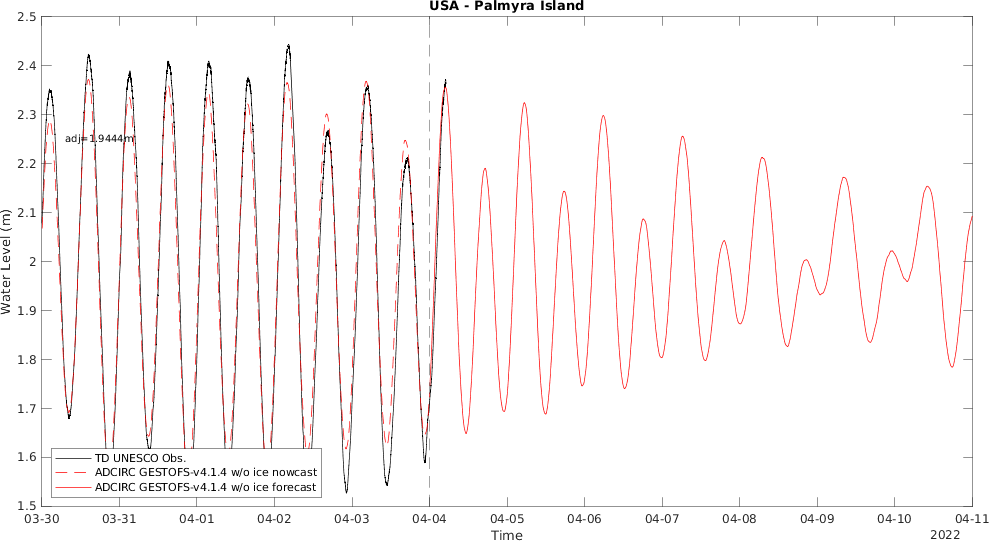 USA - Palmyra Island
2.5
2.4
2.3
2.2
2.1
2
1.9
1.8
1.7
1.6
1.5
Water Level (m)
adj=1.9444m
TD UNESCO Obs.
ADCIRC GESTOFS-v4.1.4 w/o ice nowcast
ADCIRC GESTOFS-v4.1.4 w/o ice forecast
03-30 03-31 04-01 04-02 04-03 04-04 04-05 04-06 04-07 04-08 04-09 04-10 04-11
Time
2022